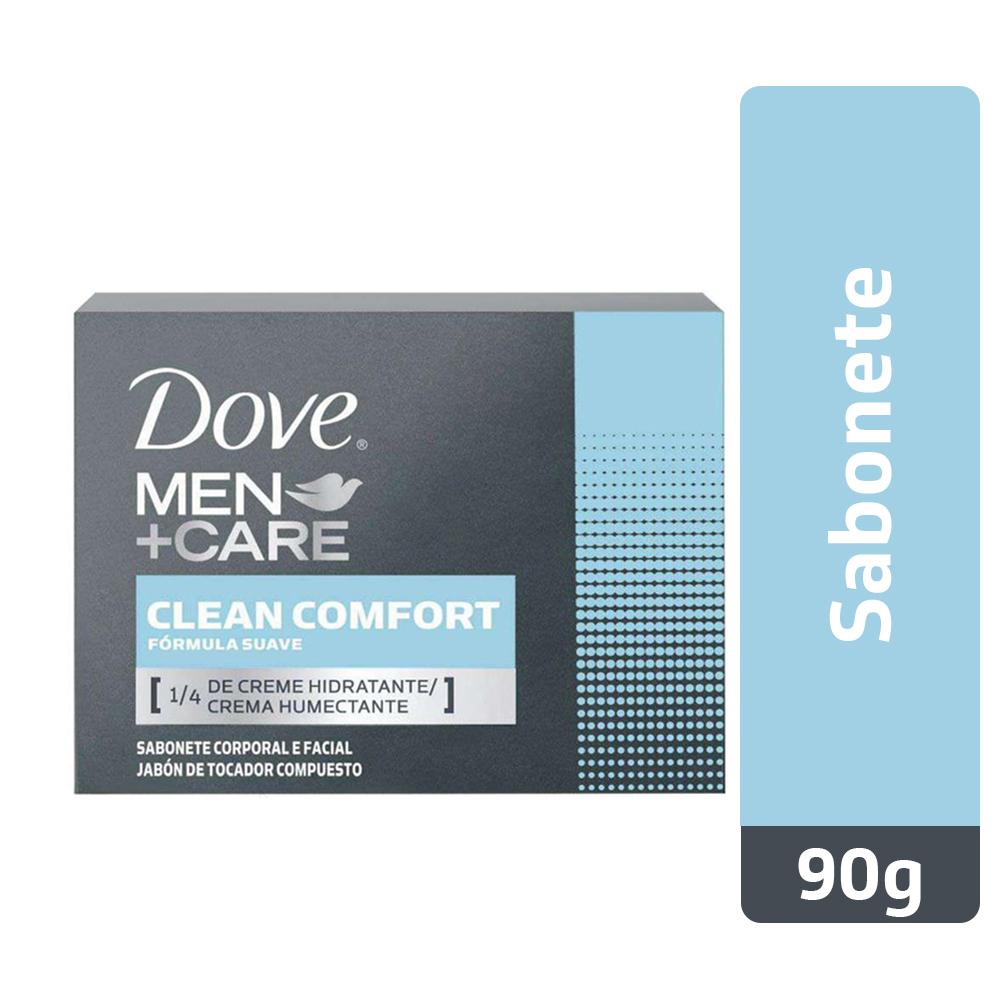 Dove®
MEN
+CARE
CLEAN COMFORT
FÓRMULA SUAVE
[ 1/4 DE CREME HIDRATANTE/
CREMA HUMECTANTE ]
SABONETE CORPORAL E FACIAL
JABÓN DE TOCADOR COMPUESTO
Sabonete
90g